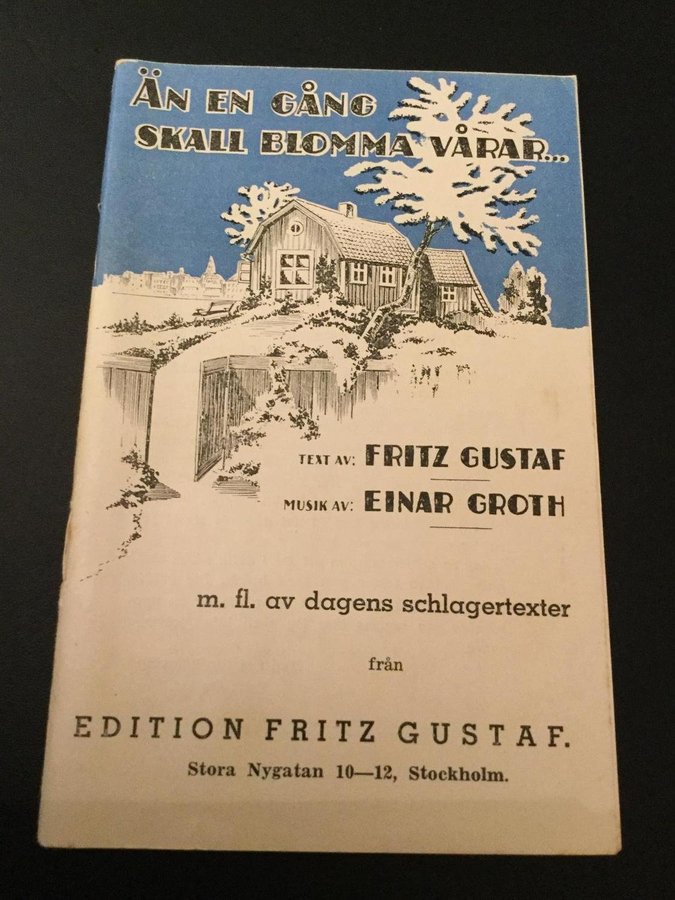 ÄN EN GÅNG
SKALL BLOMMA VÅRAR...
TEXT AV: FRITZ GUSTAF
MUSIK AV: EINAR GROTH
m. fl. av dagens schlagertexter
från
EDITION FRITZ GUSTAF.
Stora Nygatan 10—12, Stockholm.